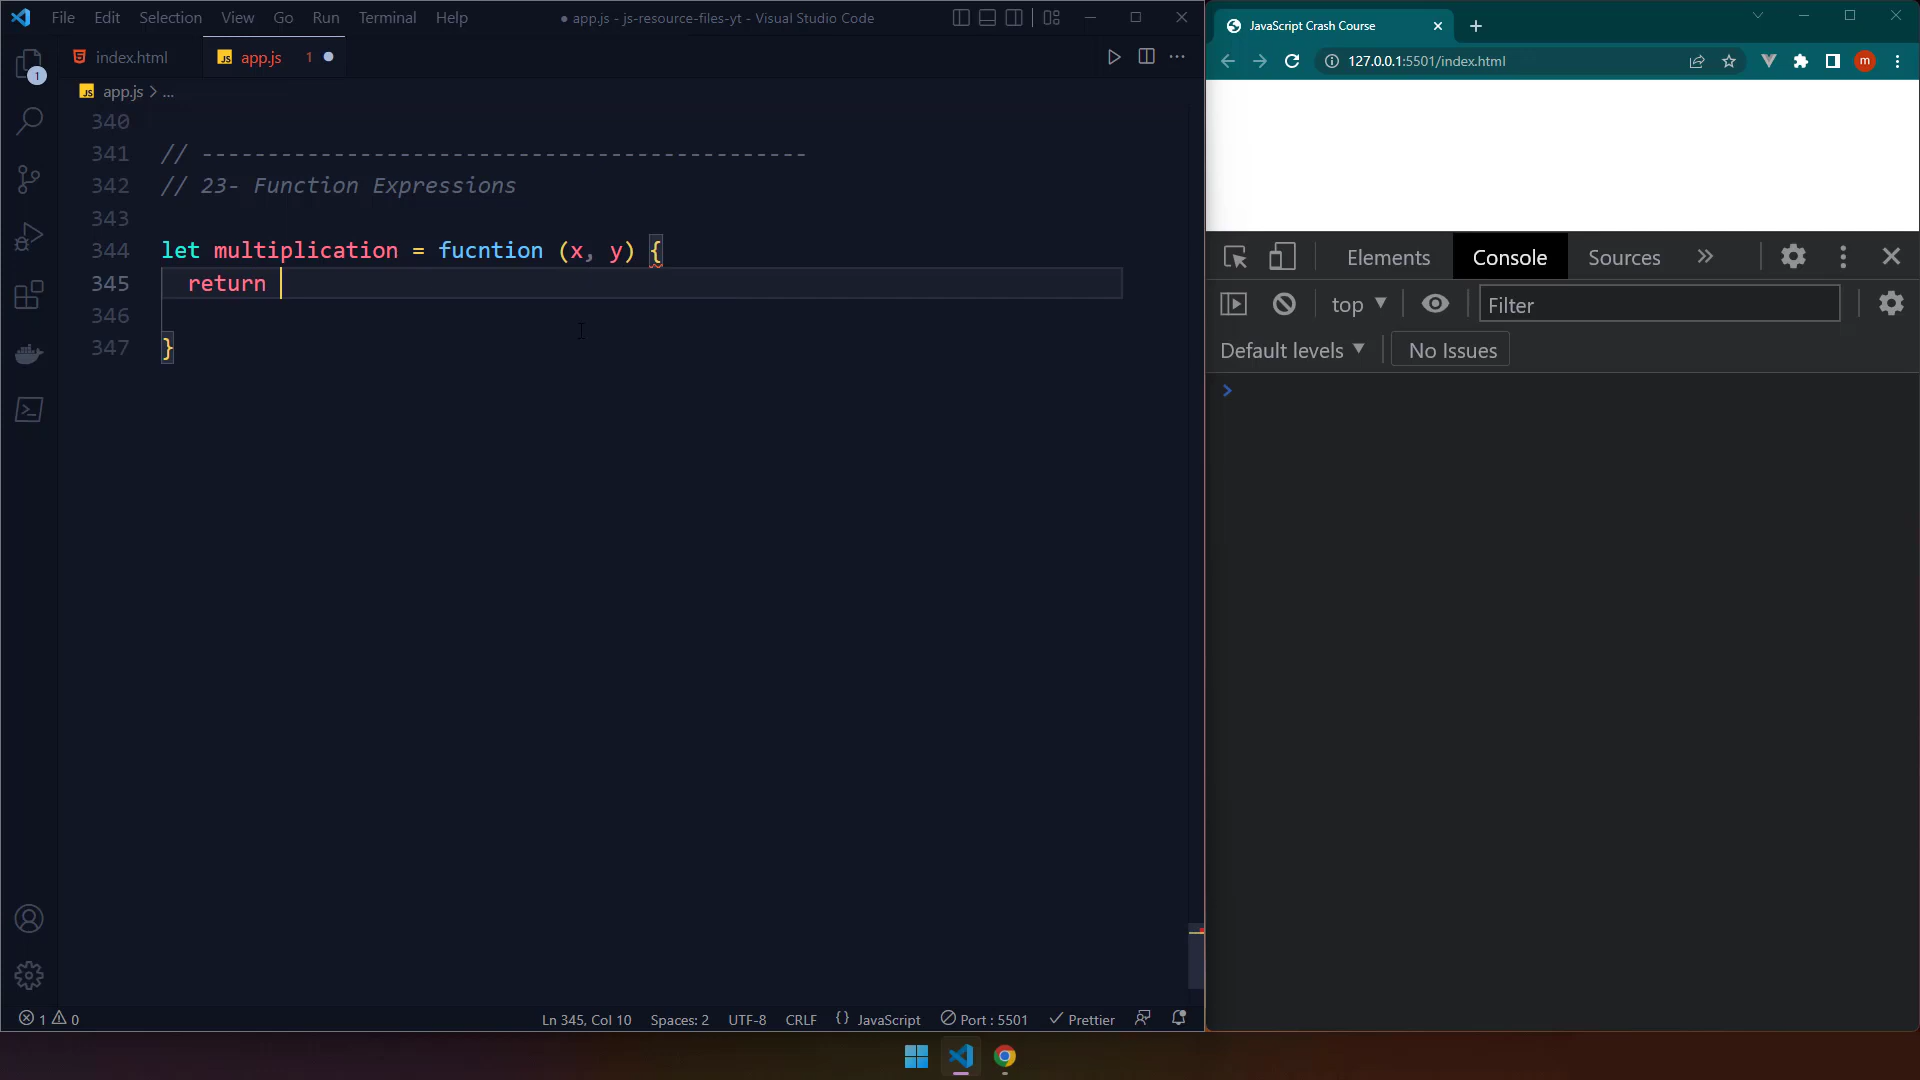 File Edit Selection View Go Run Terminal Help
● app.js - js-resource-files-yt - Visual Studio Code
index.html
JS app.js 1 ●
JS app.js > ...
1
340
341 // ----------------------------------------------
342 // 23- Function Expressions
343
344 let multiplication = fucntion (x, y) {
345 return
346
347 }
1 0
Ln 345, Col 10 Spaces: 2 UTF-8 CRLF {} JavaScript Port : 5501 Prettier
JavaScript Crash Course
127.0.0.1:5501/index.html
m
Elements Console Sources
top Filter
Default levels No Issues
>